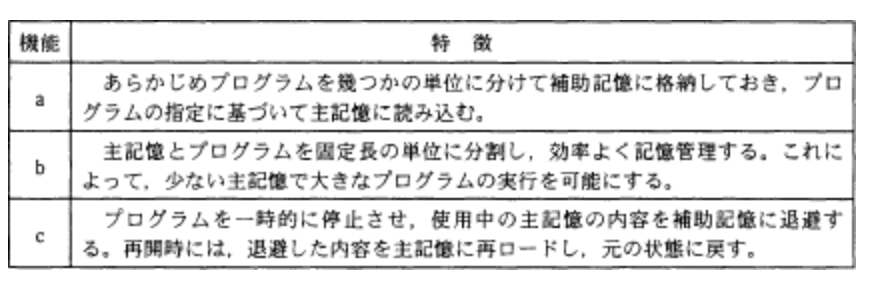 機能 特徴
a あらかじめプログラムを幾つかの単位に分けて補助記憶に格納しておき，プロ
グラムの指定に基づいて主記憶に読み込む。
b 主記憶とプログラムを固定長の単位に分割し，効率よく記憶管理する。これに
よって，少ない主記憶で大きなプログラムの実行を可能にする。
c プログラムを一時的に停止させ，使用中の主記憶の内容を補助記憶に退避す
る。再開時には，退避した内容を主記憶に再ロードし，元の状態に戻す。